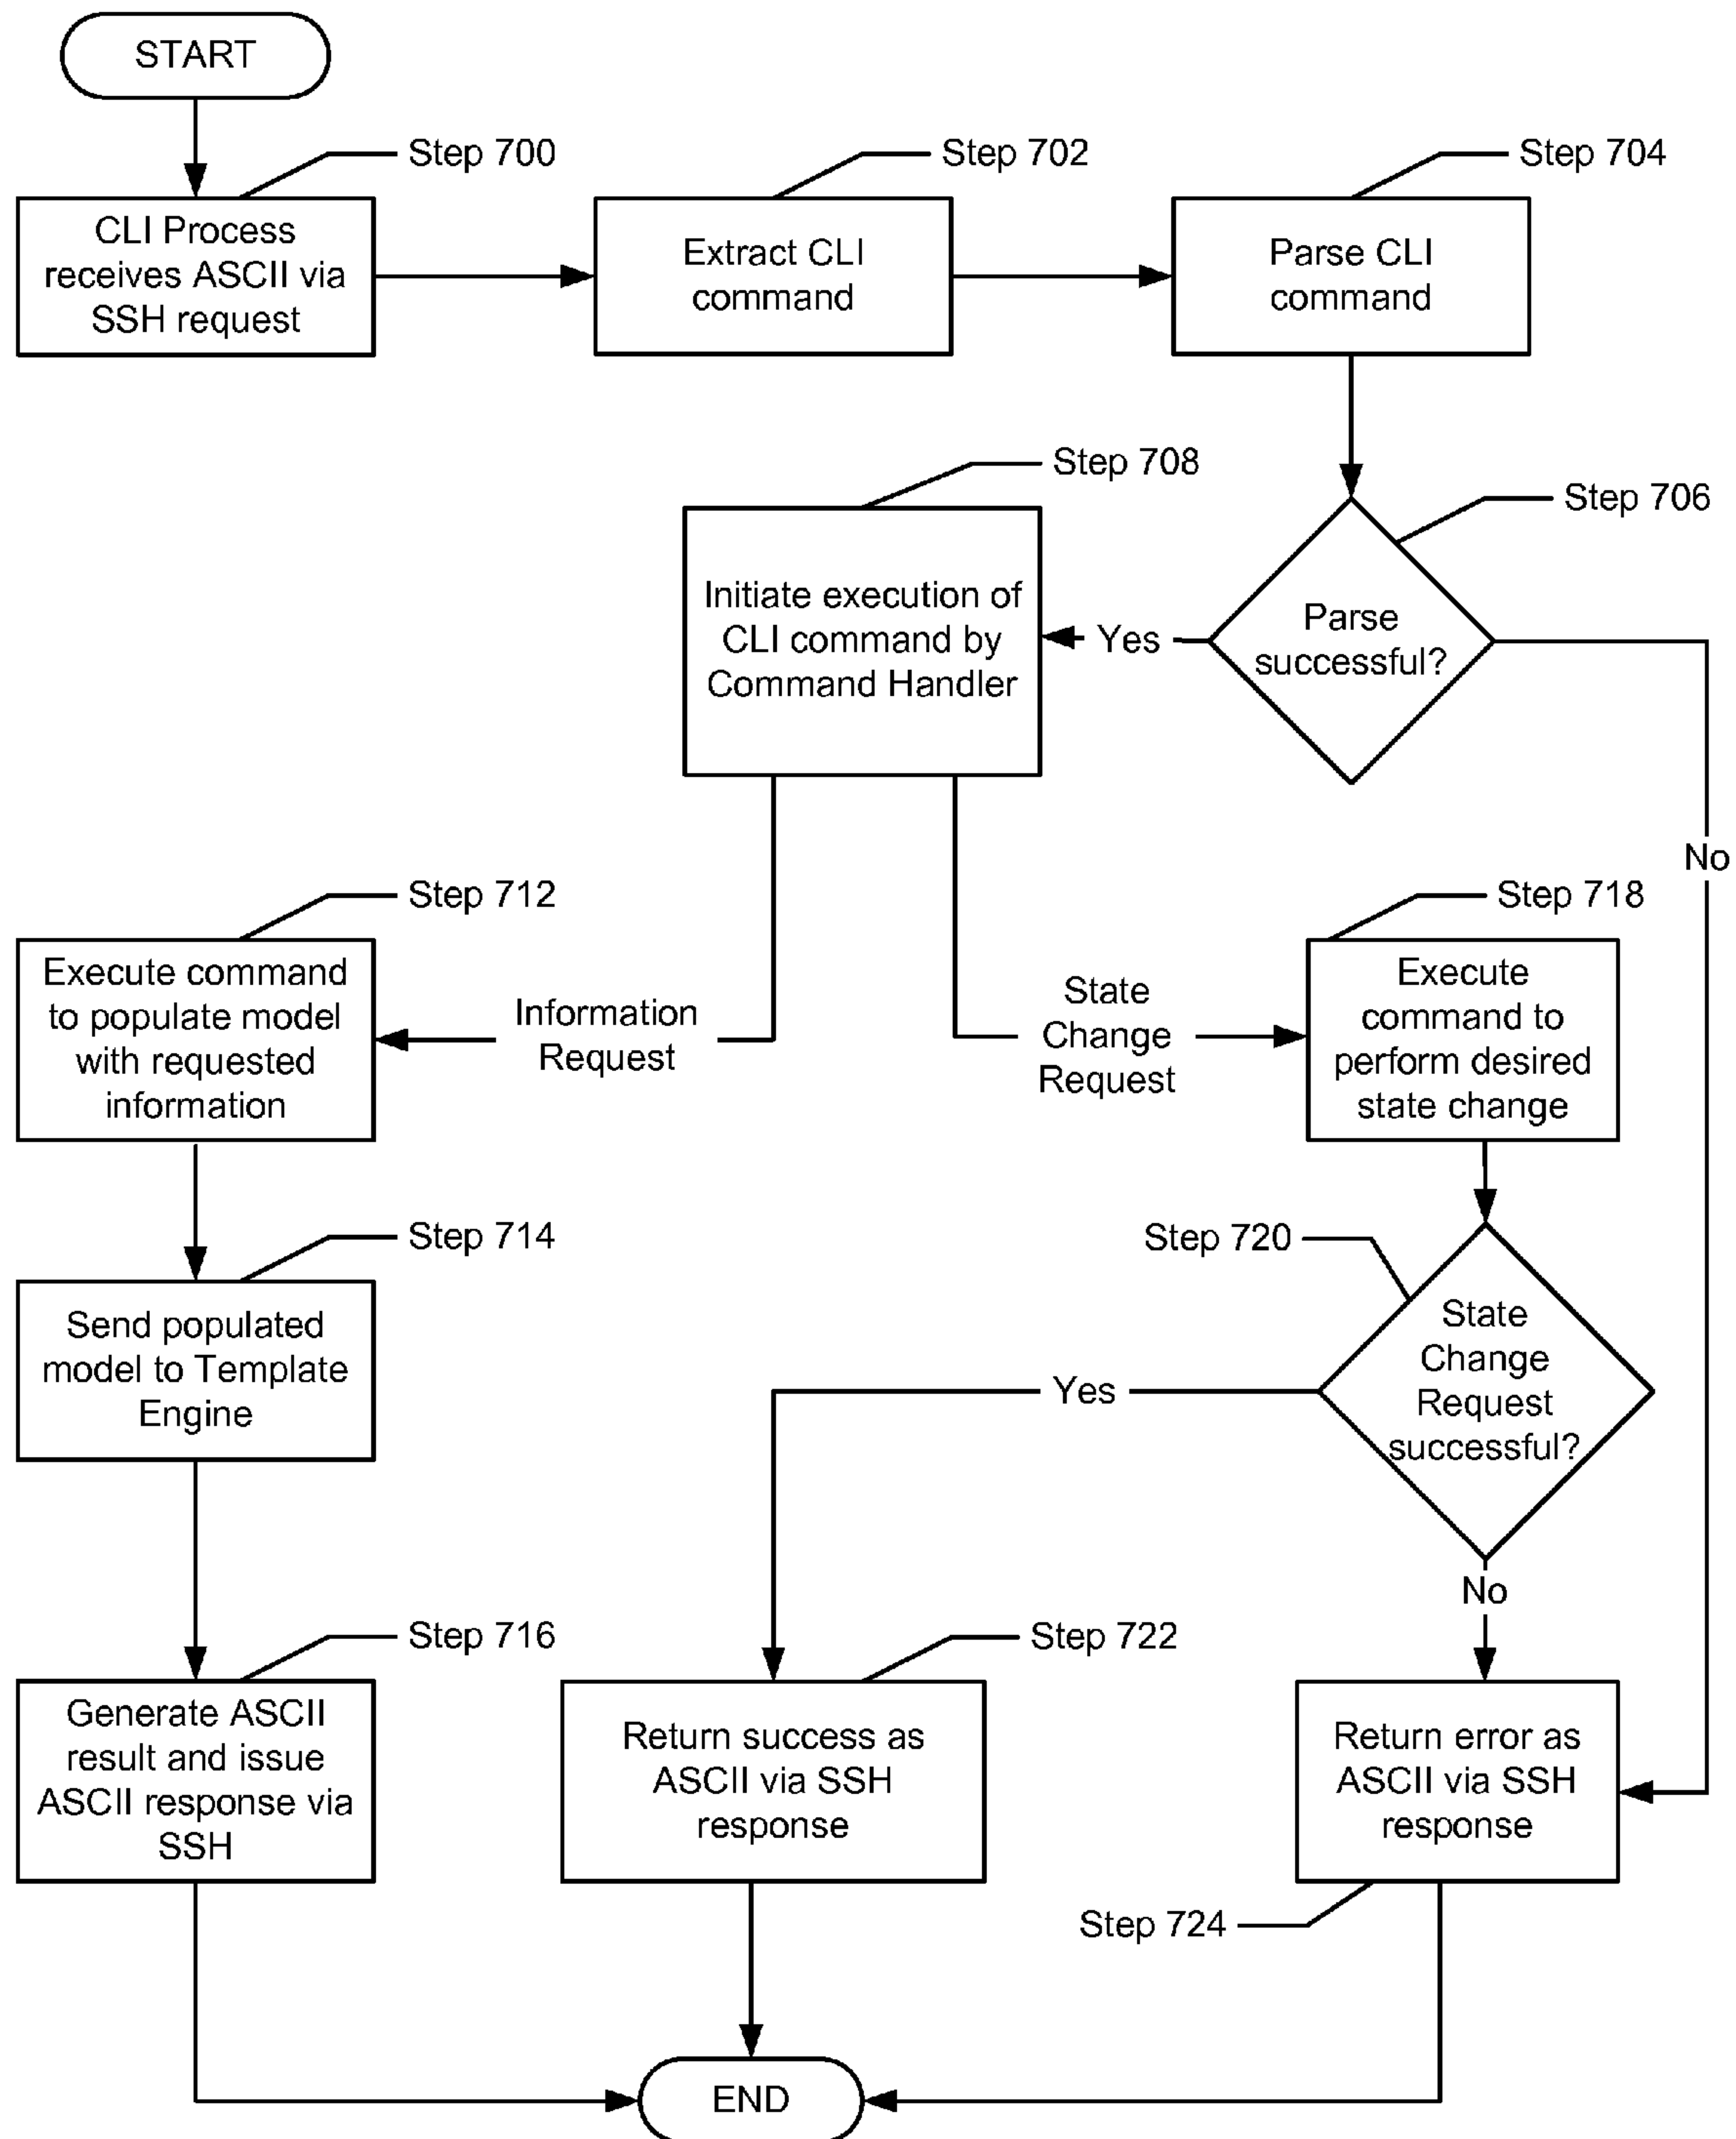 START
Step 700
CLI Process
receives ASCII via
SSH request
Step 702
Extract CLI
command
Step 704
Parse CLI
command
Step 706
Parse
successful?
Yes
No
Step 708
Initiate execution of
CLI command by
Command Handler
Information
Request
State
Change
Request
Step 712
Execute command
to populate model
with requested
information
Step 714
Send populated
model to Template
Engine
Step 716
Generate ASCII
result and issue
ASCII response via
SSH
Step 718
Execute
command to
perform desired
state change
Step 720
State
Change
Request
successful?
Yes
No
Step 722
Return success as
ASCII via SSH
response
Return error as
ASCII via SSH
response
Step 724
END